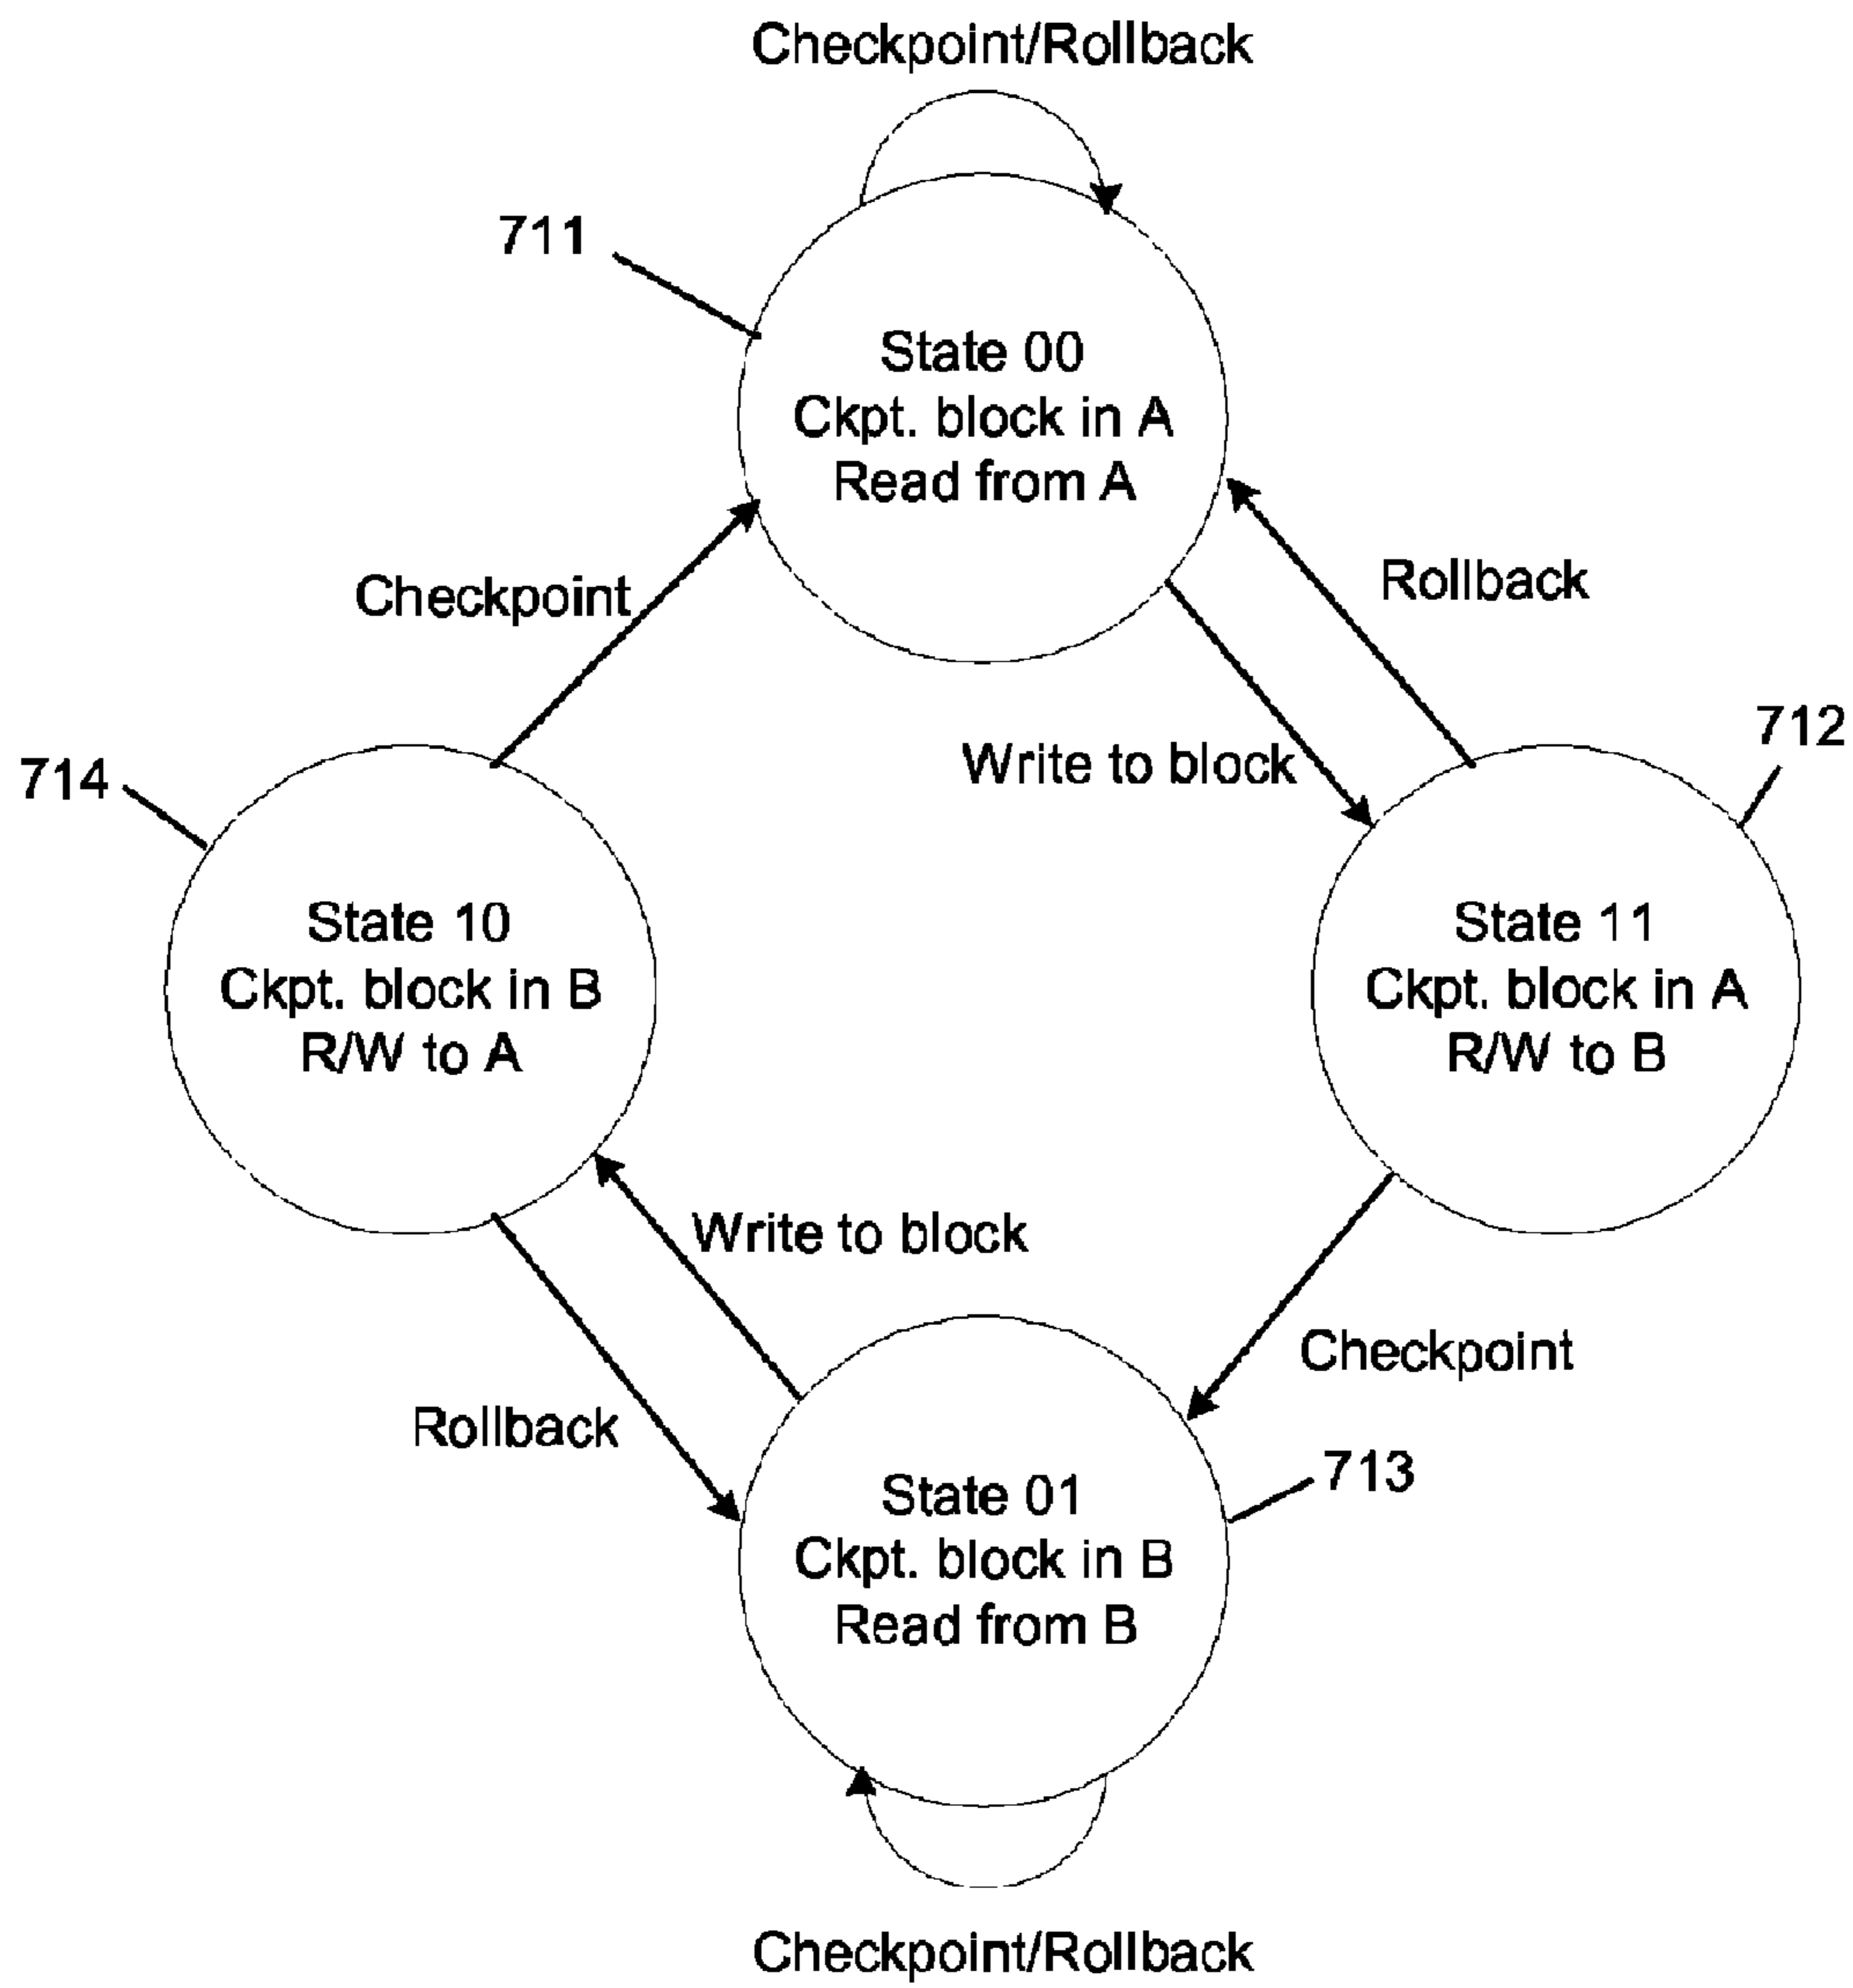 Checkpoint/Rollback
711
State 00
Ckpt. block in A
Read from A
Checkpoint
Rollback
Write to block
712
714
State 10
Ckpt. block in B
R/W to A
State 11
Ckpt. block in A
R/W to B
Write to block
Checkpoint
Rollback
713
State 01
Ckpt. block in B
Read from B
Checkpoint/Rollback